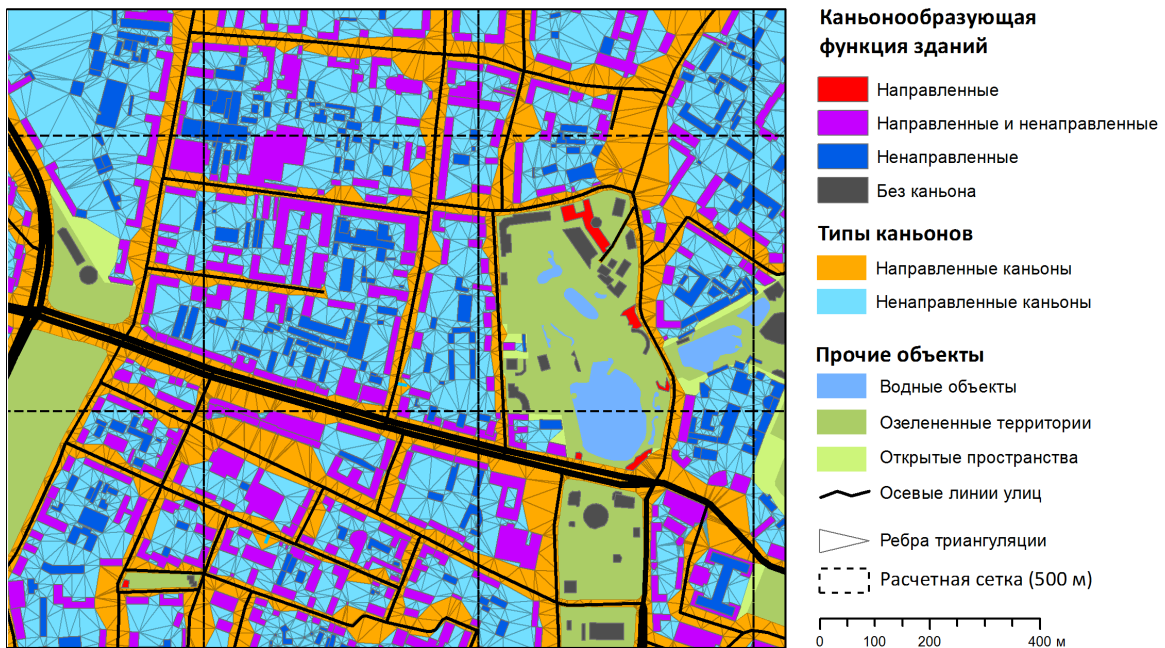 Каньонообразующая
функция зданий
Направленные
Направленные и ненаправленные
Ненаправленные
Без каньона
Типы каньонов
Направленные каньоны
Ненаправленные каньоны
Прочие объекты
Водные объекты
Озелененные территории
Открытые пространства
Осевые линии улиц
Ребра триангуляции
Расчетная сетка (500 м)
0 100 200 400 м